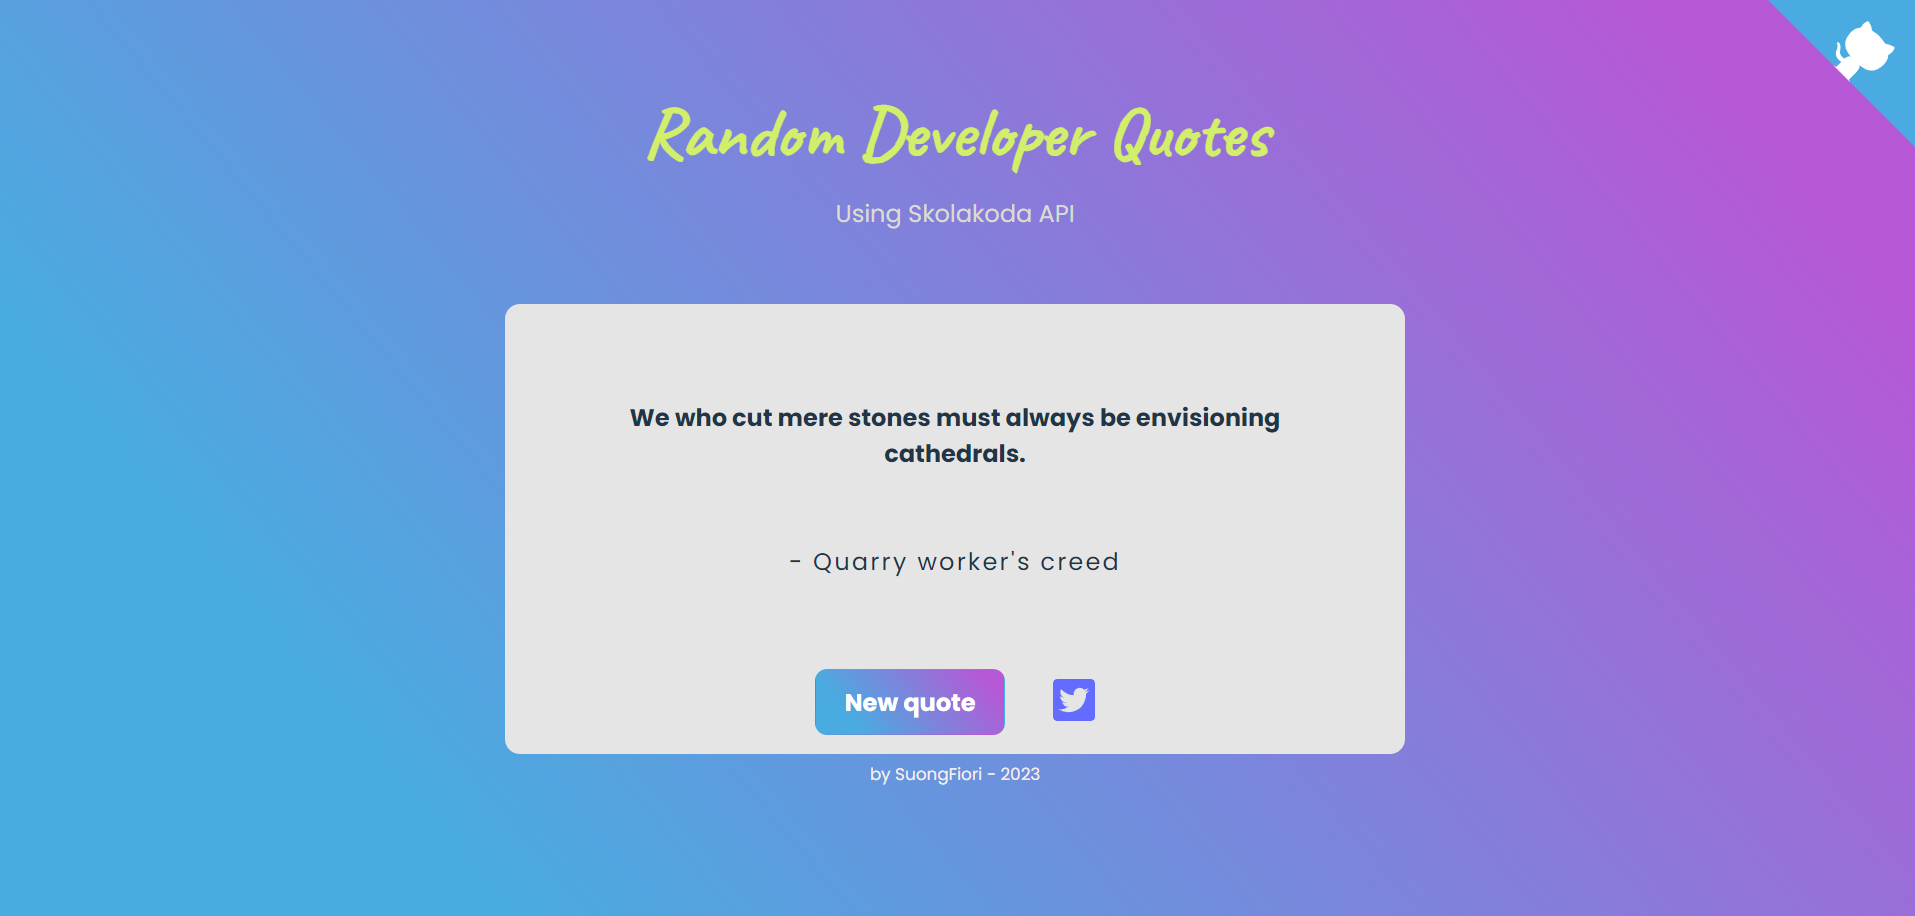 Random Developer Quotes
Using Skolakoda API
We who cut mere stones must always be envisioning
cathedrals.
- Quarry worker's creed
New quote
by SuongFiori - 2023